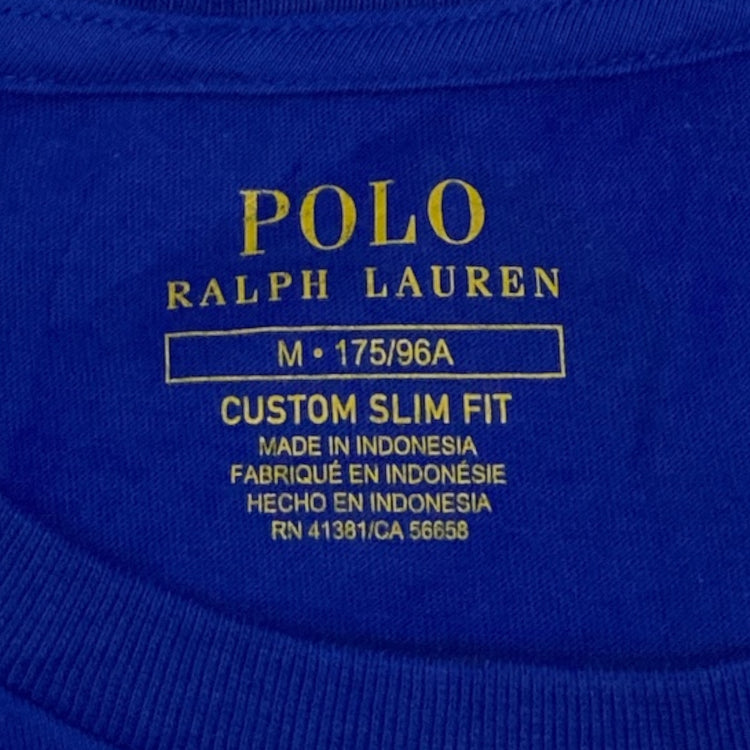 POLO
RALPH LAUREN
M • 175/96A
CUSTOM SLIM FIT
MADE IN INDONESIA
FABRIQUÉ EN INDONÉSIE
HECHO EN INDONESIA
RN 41381/CA 56658